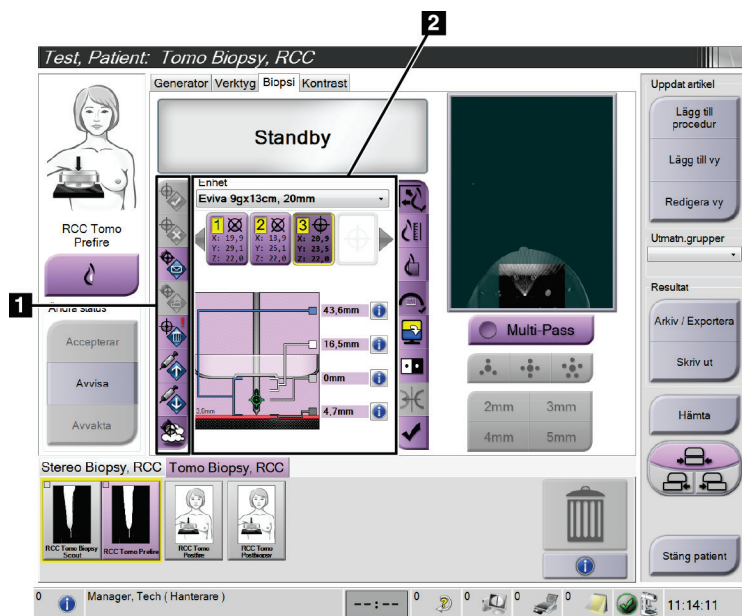 2
Test, Patient: Tomo Biopsy, RCC
Generator Verktyg Biopsi Kontrast
Standby
Enhet
Eviva 9gx13cm, 20mm
1
X: 19,9
Y: 29,1
Z: 22,0
2
X: 13,9
Y: 25,1
Z: 22,0
3
X: 20,9
Y: 23,5
Z: 22,0
43,6mm
16,5mm
0mm
4,7mm
RCC Tomo
Prefire
1
Ändra status
Accepterar
Avvisa
Avvakta
Multi-Pass
2mm 3mm
4mm 5mm
Uppdat artikel
Lägg till
procedur
Lägg till vy
Redigera vy
Utmatn.grupper
Resultat
Arkiv / Exportera
Skriv ut
Hämta
Stäng patient
Stereo Biopsy, RCC Tomo Biopsy, RCC
RCC Tomo Biopsy
Scout
RCC Tomo Prefire
RCC Tomo
Postfire
RCC Tomo
Postbiopsy
0 Manager, Tech ( Hanterare ) --:-- 0 0 0 0 11:14:11